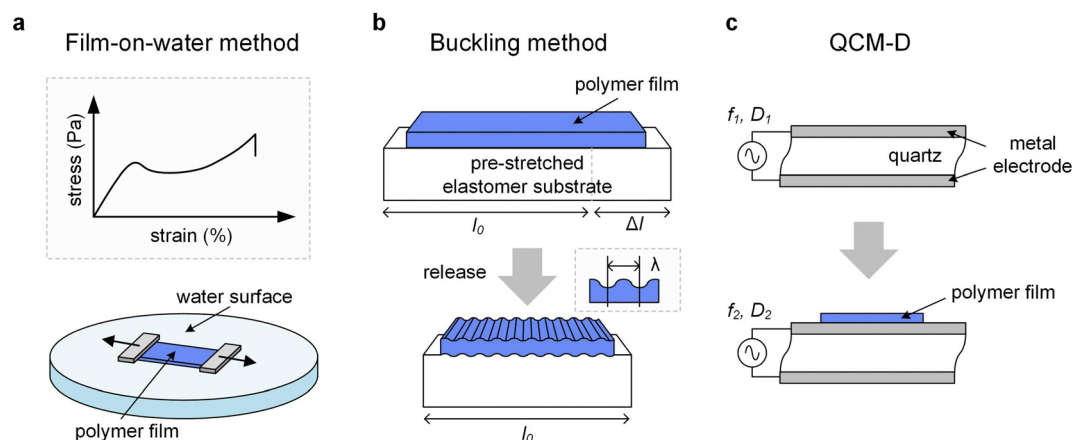 a
Film-on-water method
stress (Pa)
strain (%)
water surface
polymer film
b
Buckling method
polymer film
pre-stretched
elastomer substrate
l₀
Δl
release
λ
l₀
c
QCM-D
f₁, D₁
quartz
metal
electrode
f₂, D₂
polymer film